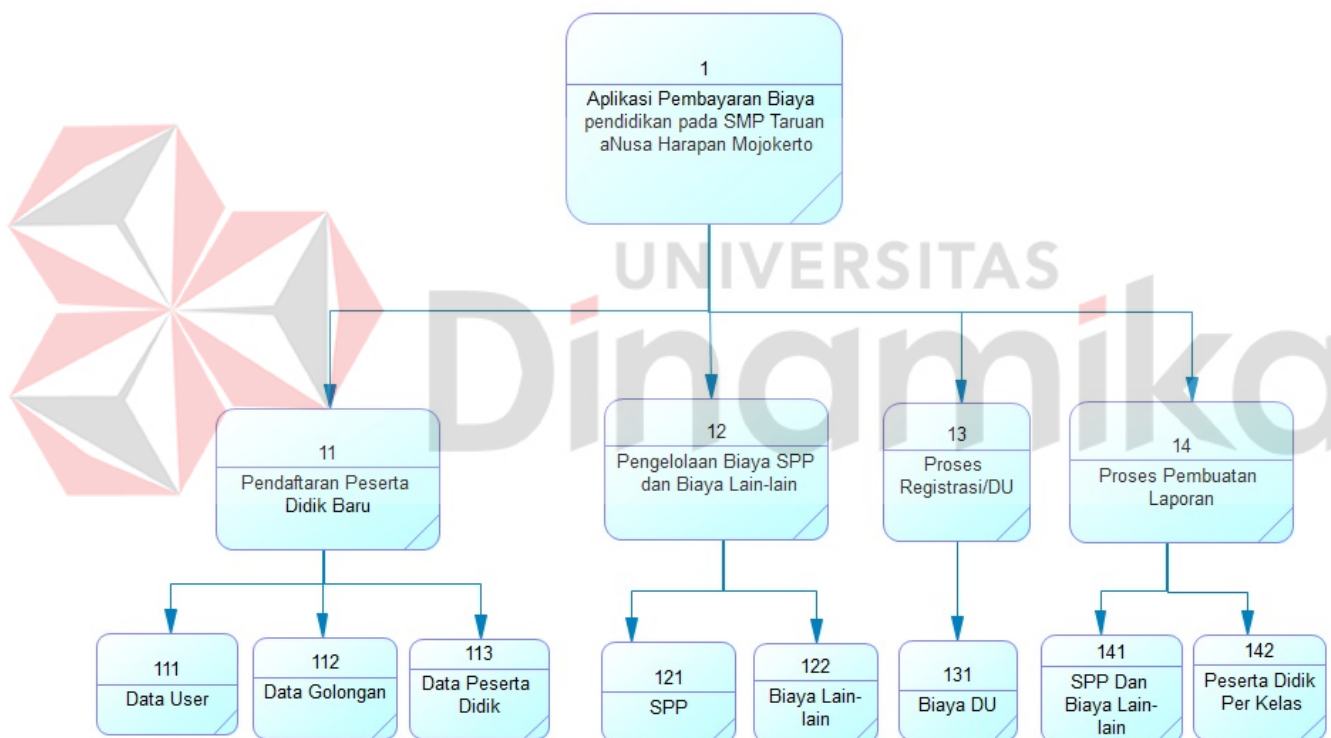 1
Aplikasi Pembayaran Biaya
pendidikan pada SMP Taruan
aNusa Harapan Mojokerto
UNIVERSITAS
Dinamika
11
Pendaftaran Peserta
Didik Baru
12
Pengelolaan Biaya SPP
dan Biaya Lain-lain
13
Proses
Registrasi/DU
14
Proses Pembuatan
Laporan
111
Data User
112
Data Golongan
113
Data Peserta
Didik
121
SPP
122
Biaya Lain-
lain
131
Biaya DU
141
SPP Dan
Biaya Lain-
lain
142
Peserta Didik
Per Kelas